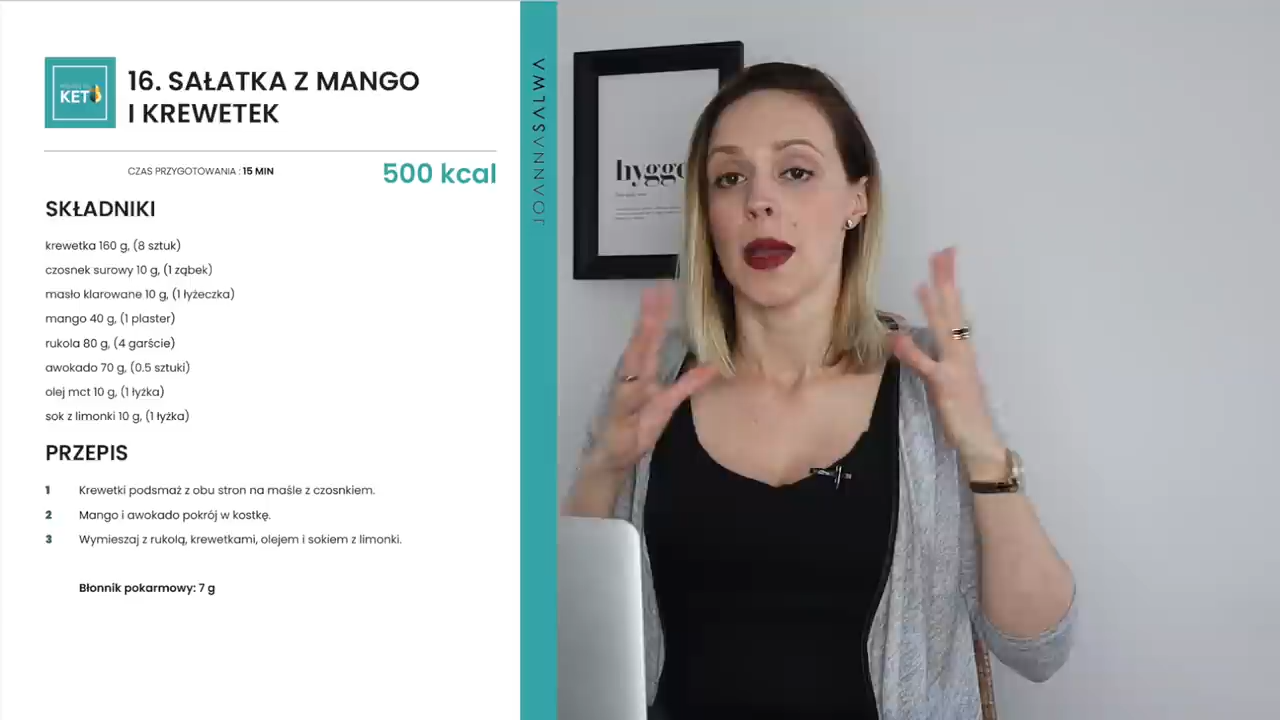 KETO
16. SAŁATKA Z MANGO
I KREWETEK
CZAS PRZYGOTOWANIA : 15 MIN
500 kcal
SKŁADNIKI
krewetka 160 g, (8 sztuk)
czosnek surowy 10 g, (1 ząbek)
masło klarowane 10 g, (1 łyżeczka)
mango 40 g, (1 plaster)
rukola 80 g, (4 garście)
awokado 70 g, (0.5 sztuki)
olej mct 10 g, (1 łyżka)
sok z limonki 10 g, (1 łyżka)
PRZEPIS
1 Krewetki podsmaż z obu stron na maśle z czosnkiem.
2 Mango i awokado pokrój w kostkę.
3 Wymieszaj z rukolą, krewetkami, olejem i sokiem z limonki.
Błonnik pokarmowy: 7 g
JOANNASALWA
hygge